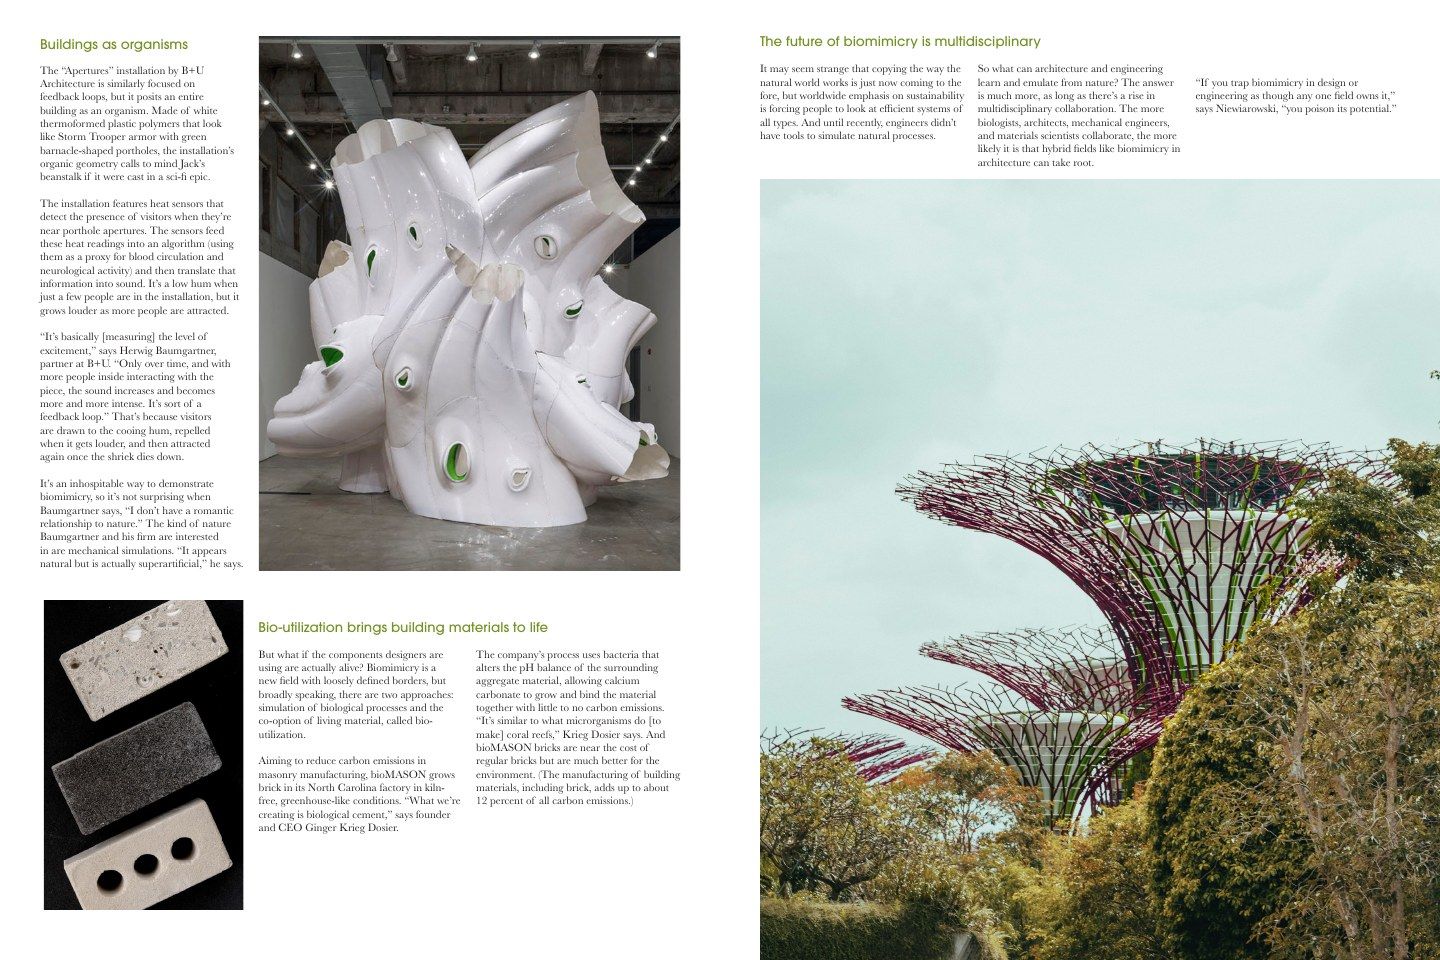 Buildings as organisms
The “Apertures” installation by B+U
Architecture is similarly focused on
feedback loops, but it posits an entire
building as an organism. Made of white
thermoformed plastic polymers that look
like Storm Trooper armor with green
barnacle-shaped portholes, the installation’s
organic geometry calls to mind Jack’s
beanstalk if it were cast in a sci-fi epic.
The installation features heat sensors that
detect the presence of visitors when they’re
near porthole apertures. The sensors feed
these heat readings into an algorithm (using
them as a proxy for blood circulation and
neurological activity) and then translate that
information into sound. It’s a low hum when
just a few people are in the installation, but it
grows louder as more people are attracted.
“It’s basically [measuring] the level of
excitement,” says Herwig Baumgartner,
partner at B+U. “Only over time, and with
more people inside interacting with the
piece, the sound increases and becomes
more and more intense. It’s sort of a
feedback loop.” That’s because visitors
are drawn to the cooing hum, repelled
when it gets louder, and then attracted
again once the shriek dies down.
It’s an inhospitable way to demonstrate
biomimicry, so it’s not surprising when
Baumgartner says, “I don’t have a romantic
relationship to nature.” The kind of nature
Baumgartner and his firm are interested
in are mechanical simulations. “It appears
natural but is actually superartificial,” he says.
Bio-utilization brings building materials to life
But what if the components designers are
using are actually alive? Biomimicry is a
new field with loosely defined borders, but
broadly speaking, there are two approaches:
simulation of biological processes and the
co-option of living material, called bio-
utilization.
Aiming to reduce carbon emissions in
masonry manufacturing, bioMASON grows
brick in its North Carolina factory in kiln-
free, greenhouse-like conditions. “What we’re
creating is biological cement,” says founder
and CEO Ginger Krieg Dosier.
The company’s process uses bacteria that
alters the pH balance of the surrounding
aggregate material, allowing calcium
carbonate to grow and bind the material
together with little to no carbon emissions.
“It’s similar to what microrganisms do [to
make] coral reefs,” Krieg Dosier says. And
bioMASON bricks are near the cost of
regular bricks but are much better for the
environment. (The manufacturing of building
materials, including brick, adds up to about
12 percent of all carbon emissions.)
The future of biomimicry is multidisciplinary
It may seem strange that copying the way the
natural world works is just now coming to the
fore, but worldwide emphasis on sustainability
is forcing people to look at efficient systems of
all types. And until recently, engineers didn’t
have tools to simulate natural processes.
So what can architecture and engineering
learn and emulate from nature? The answer
is much more, as long as there’s a rise in
multidisciplinary collaboration. The more
biologists, architects, mechanical engineers,
and materials scientists collaborate, the more
likely it is that hybrid fields like biomimicry in
architecture can take root.
“If you trap biomimicry in design or
engineering as though any one field owns it,”
says Niewiarowski, “you poison its potential.”